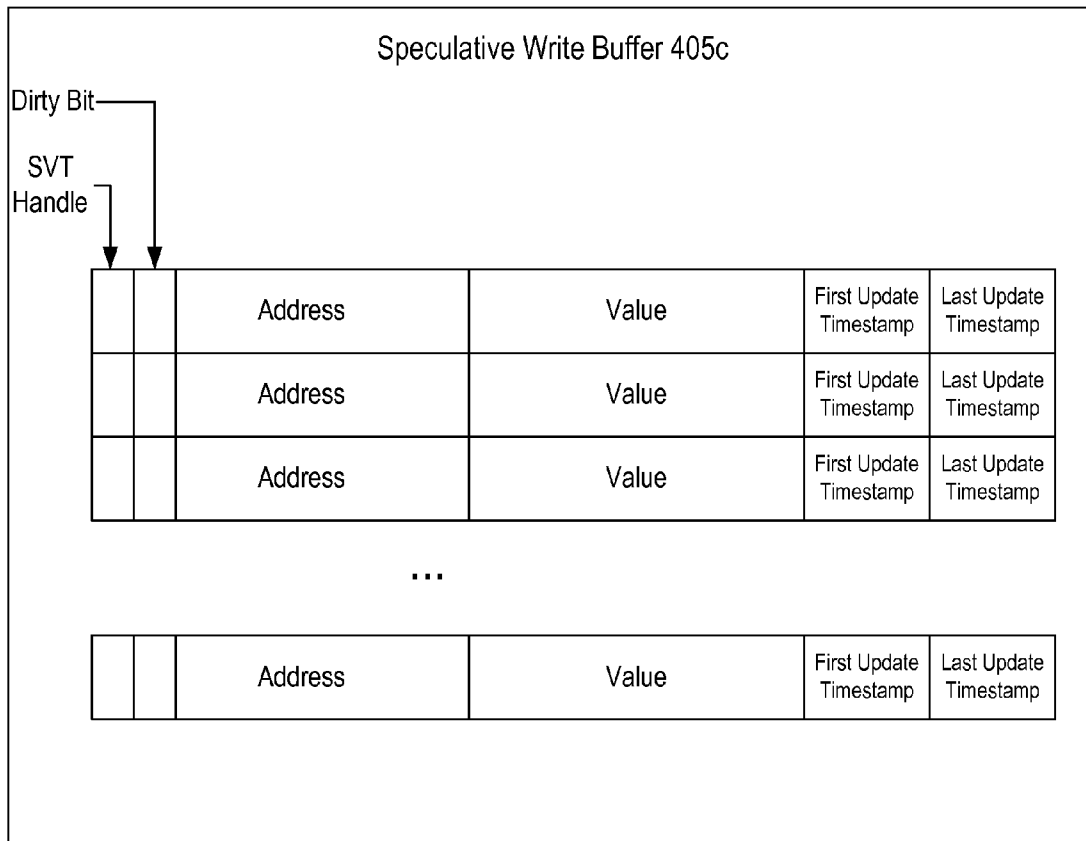 Speculative Write Buffer 405c
Dirty Bit
SVT
Handle
Address
Value
First Update
Timestamp
Last Update
Timestamp
Address
Value
First Update
Timestamp
Last Update
Timestamp
Address
Value
First Update
Timestamp
Last Update
Timestamp
...
Address
Value
First Update
Timestamp
Last Update
Timestamp